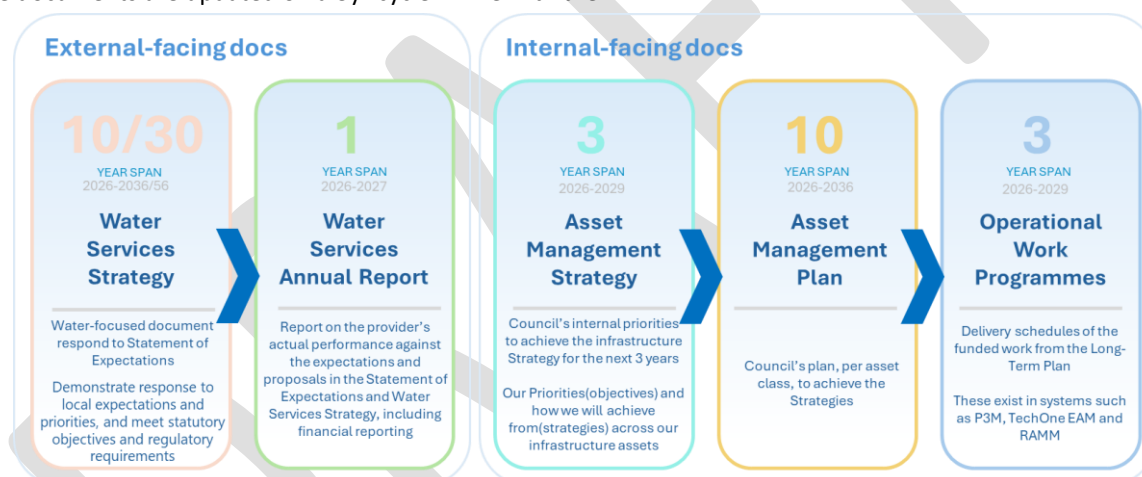 External-facing docs
Internal-facing docs
10/30
YEAR SPAN
2026-2036/56
Water
Services
Strategy
Water-focused document
respond to Statement of
Expectations
Demonstrate response to
local expectations and
priorities, and meet statutory
objectives and regulatory
requirements
1
YEAR SPAN
2026-2027
Water
Services
Annual Report
Report on the provider's
actual performance against
the expectations and
proposals in the Statement of
Expectations and Water
Services Strategy, including
financial reporting
3
YEAR SPAN
2026-2029
Asset
Management
Strategy
Council's internal priorities
to achieve the infrastructure
Strategy for the next 3 years
Our Priorities(objectives) and
how we will achieve
from(strategies) across our
infrastructure assets
10
YEAR SPAN
2026-2036
Asset
Management
Plan
Council's plan, per asset
class, to achieve the
Strategies
3
YEAR SPAN
2026-2029
Operational
Work
Programmes
Delivery schedules of the
funded work from the Long-
Term Plan
These exist in systems such
as P3M, TechOne EAM and
RAMM